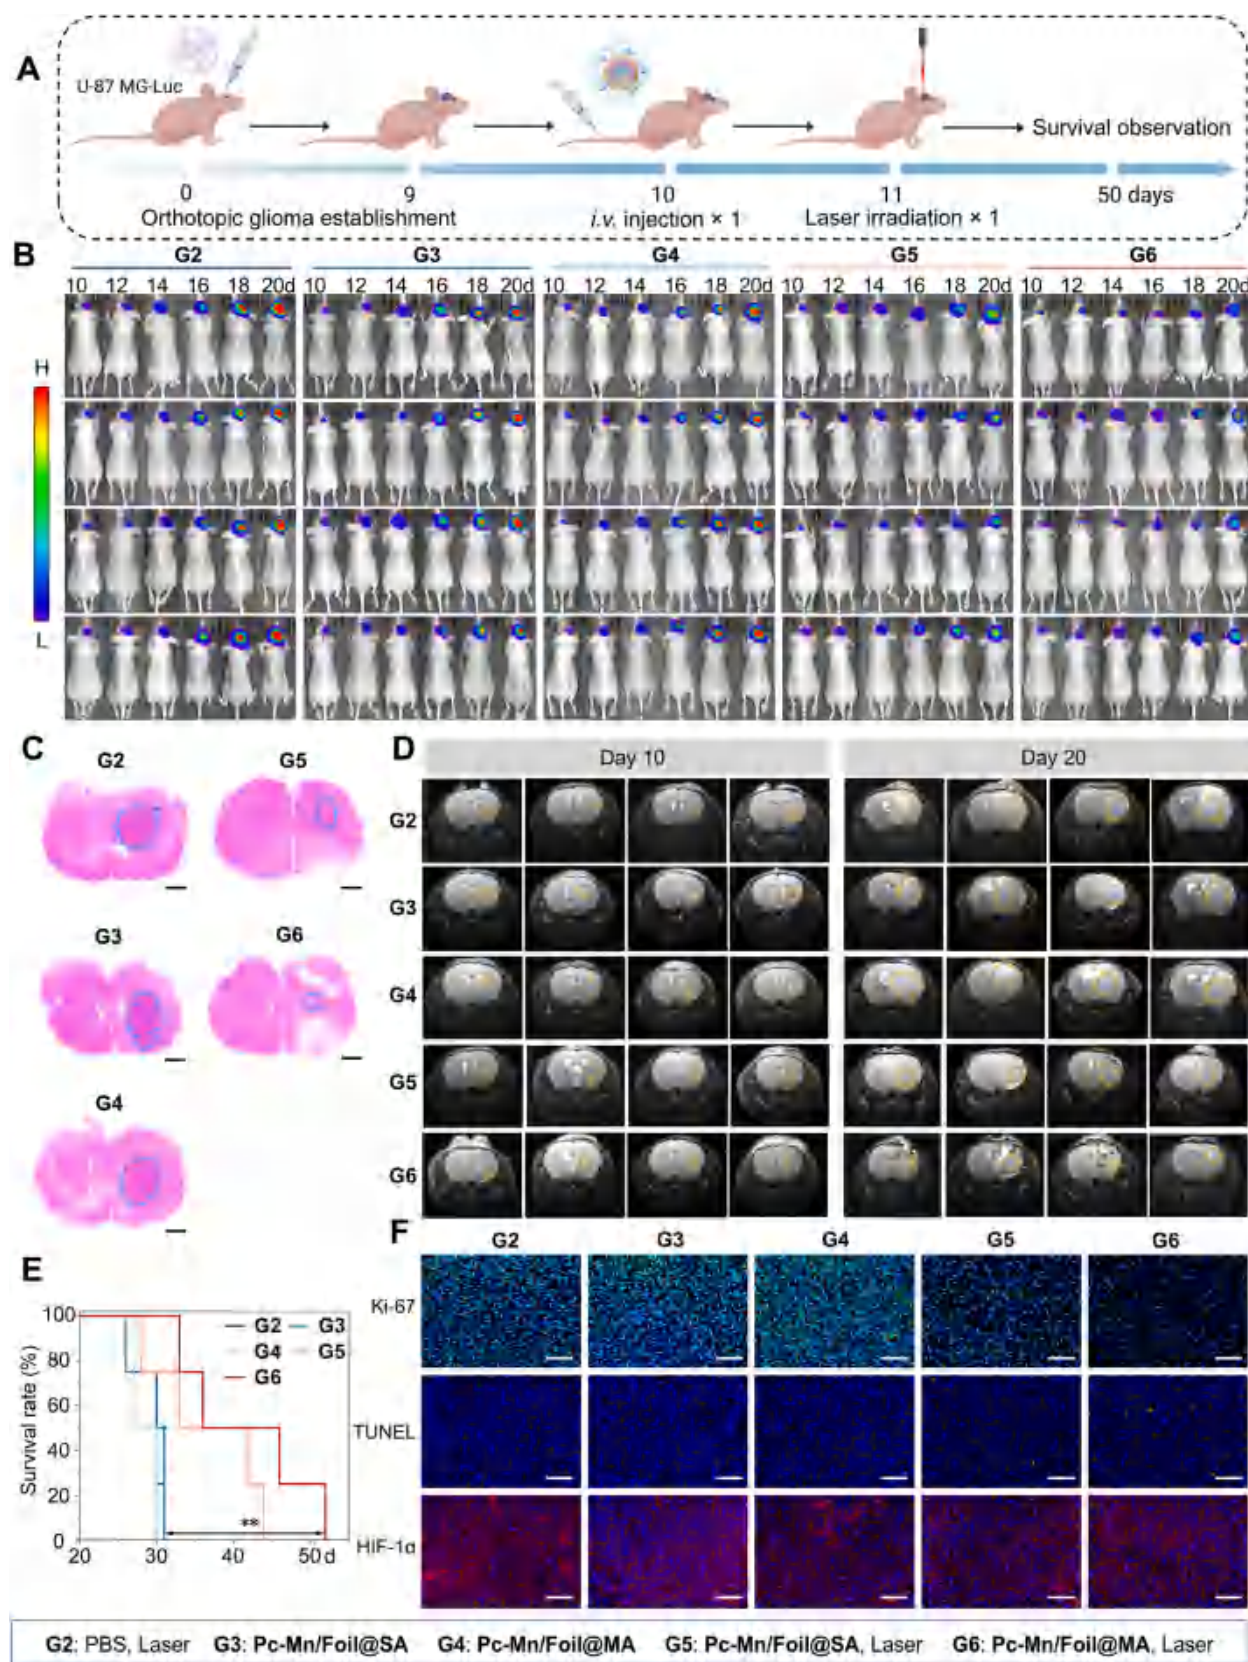 A
U-87 MG-Luc
Survival observation
0 9 10 11 50 days
Orthotopic glioma establishment i.v. injection × 1 Laser irradiation × 1
B G2 G3 G4 G5 G6
10 12 14 16 18 20d 10 12 14 16 18 20d 10 12 14 16 18 20d 10 12 14 16 18 20d 10 12 14 16 18 20d
H
L
C
G2 G5
G3 G6
G4
D
Day 10 Day 20
G2
G3
G4
G5
G6
E
100
80
60
40
20
0
Survival rate (%)
G2 G3
G4 G5
G6
**
20 30 40 50 d
F
G2 G3 G4 G5 G6
Ki-67
TUNEL
HIF-1α
G2: PBS, Laser G3: Pc-Mn/Foil@SA G4: Pc-Mn/Foil@MA G5: Pc-Mn/Foil@SA, Laser G6: Pc-Mn/Foil@MA, Laser